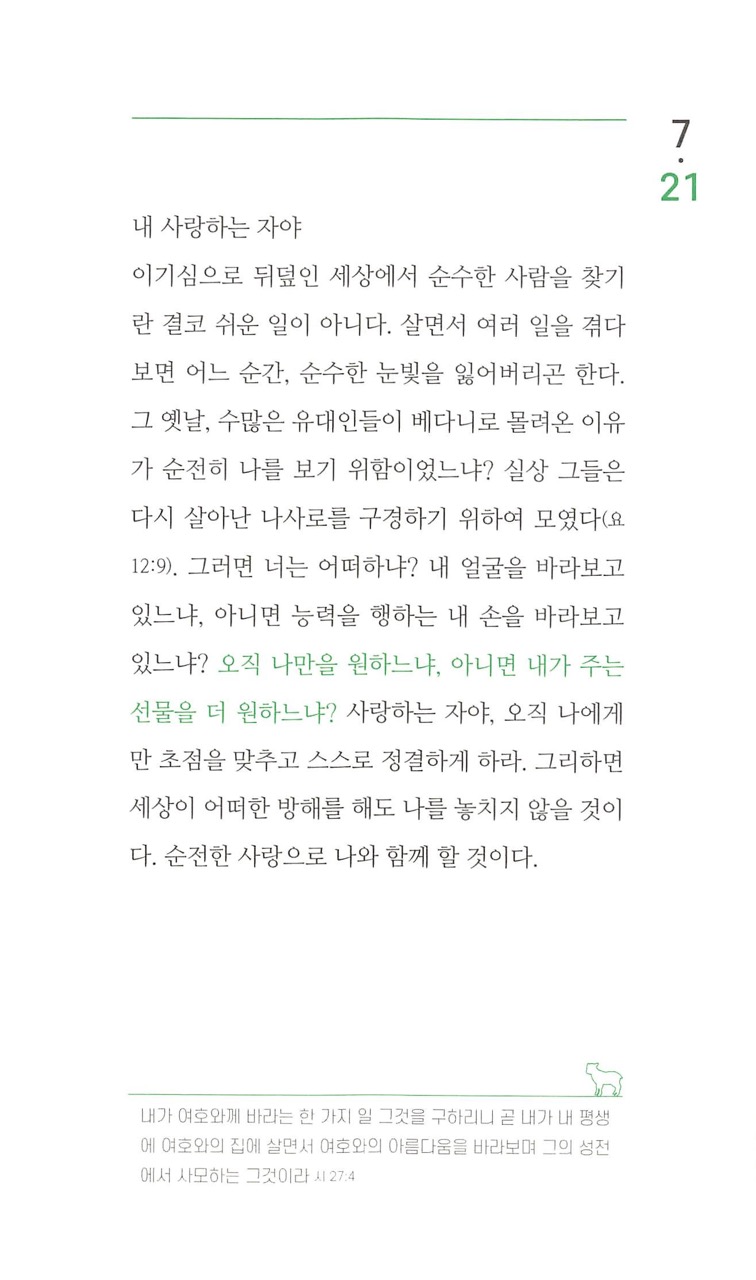 7
·
21
내 사랑하는 자야
이기심으로 뒤덮인 세상에서 순수한 사람을 찾기
란 결코 쉬운 일이 아니다. 살면서 여러 일을 겪다
보면 어느 순간, 순수한 눈빛을 잃어버리곤 한다.
그 옛날, 수많은 유대인들이 베다니로 몰려온 이유
가 순전히 나를 보기 위함이었느냐? 실상 그들은
다시 살아난 나사로를 구경하기 위하여 모였다(요
12:9). 그러면 너는 어떠하냐? 내 얼굴을 바라보고
있느냐, 아니면 능력을 행하는 내 손을 바라보고
있느냐? 오직 나만을 원하느냐, 아니면 내가 주는
선물을 더 원하느냐? 사랑하는 자야, 오직 나에게
만 초점을 맞추고 스스로 정결하게 하라. 그리하면
세상이 어떠한 방해를 해도 나를 놓치지 않을 것이
다. 순전한 사랑으로 나와 함께 할 것이다.
내가 여호와께 바라는 한 가지 일 그것을 구하리니 곧 내가 내 평생
에 여호와의 집에 살면서 여호와의 아름다움을 바라보며 그의 성전
에서 사모하는 그것이라 시 27:4